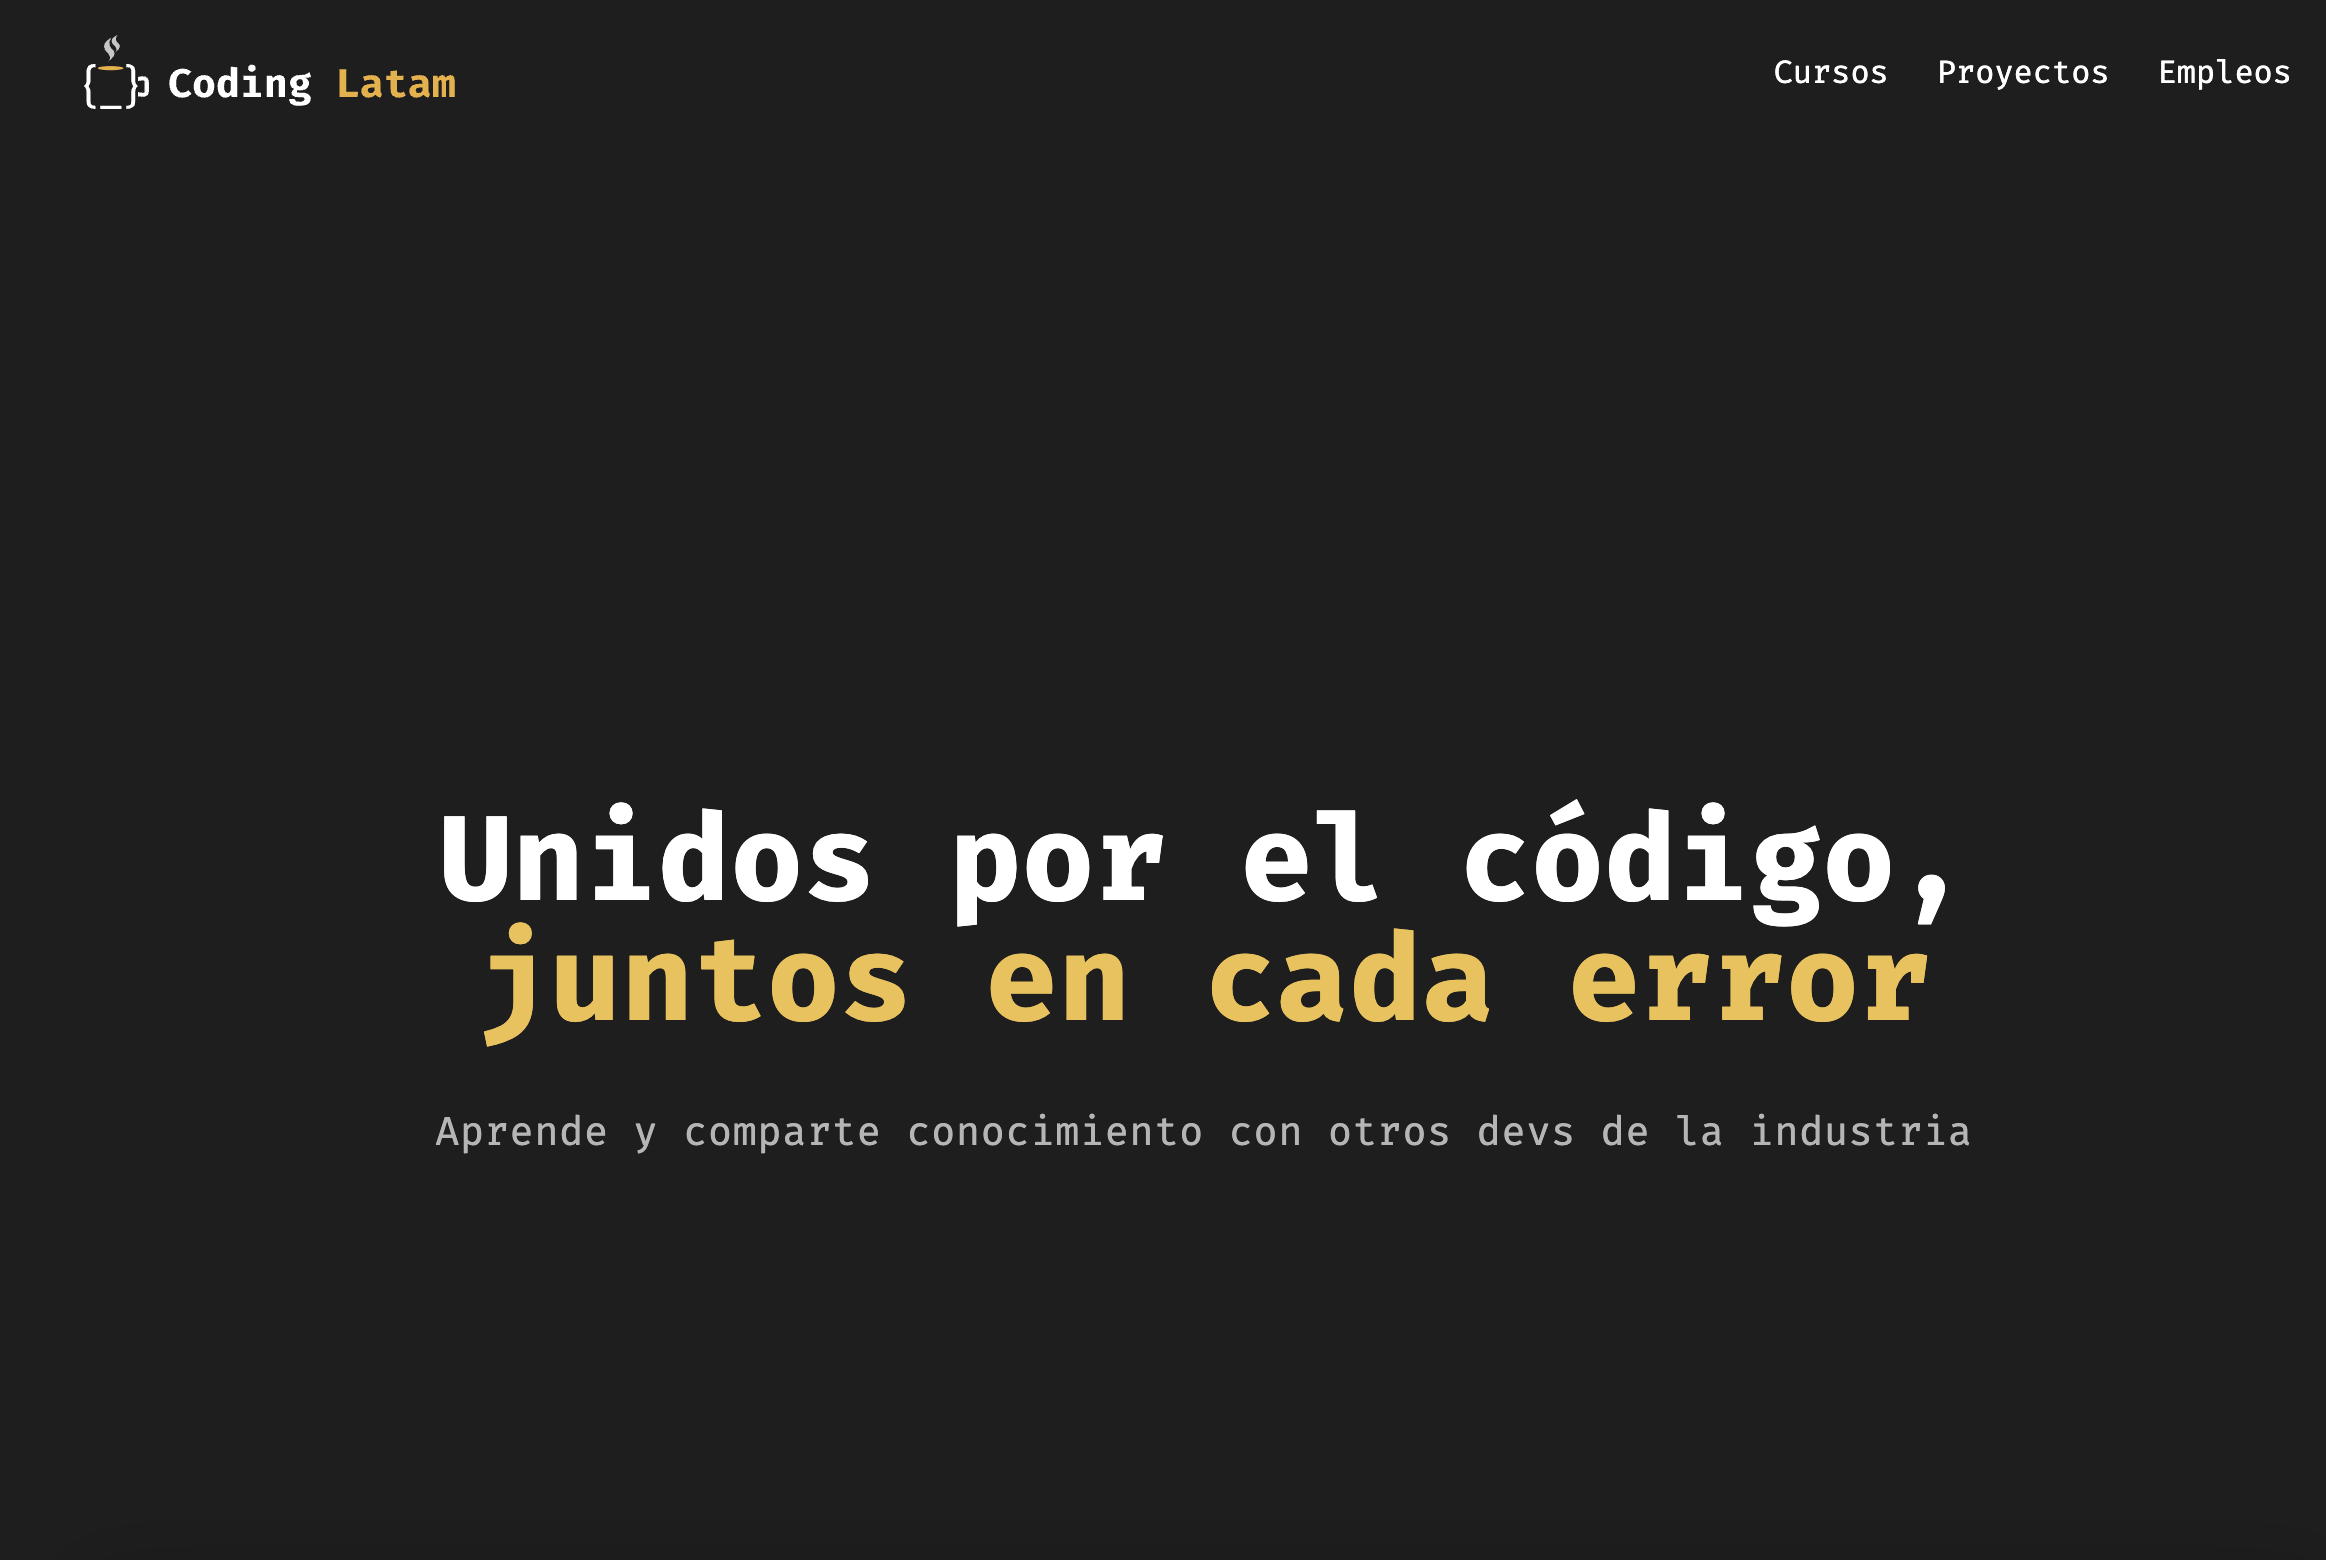 Coding Latam
Cursos Proyectos Empleos
Unidos por el código,
juntos en cada error
Aprende y comparte conocimiento con otros devs de la industria